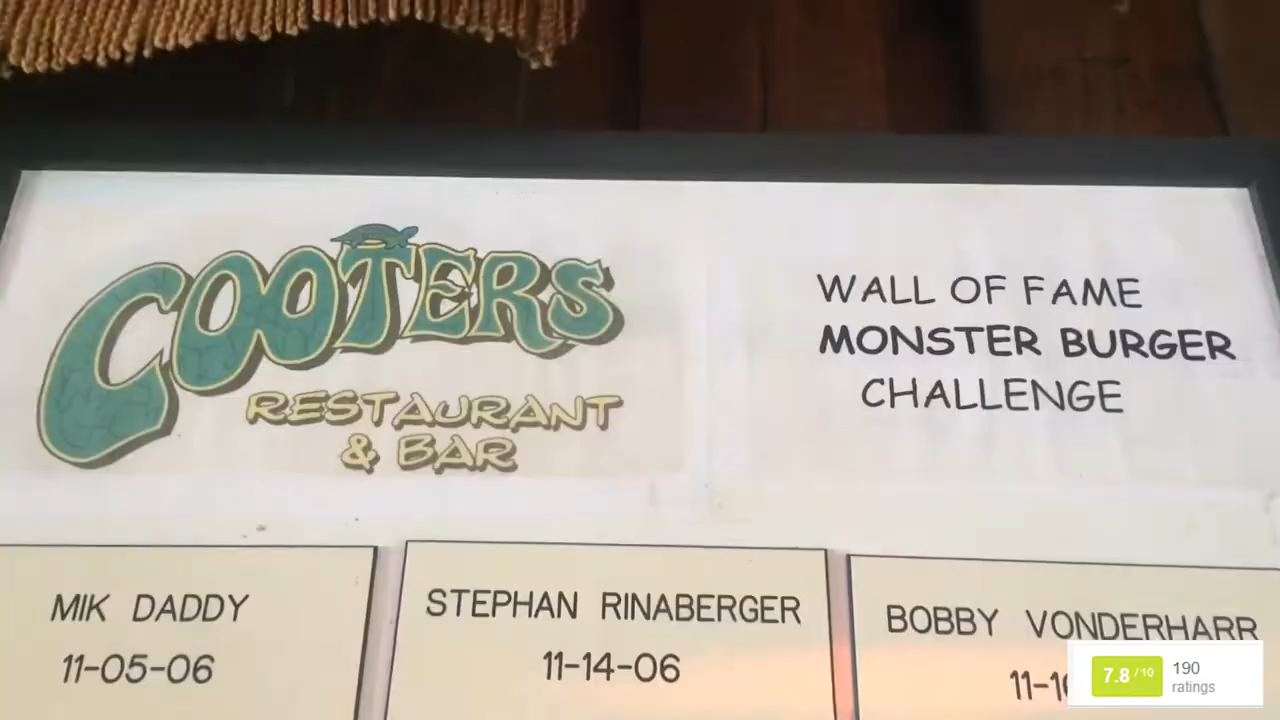 COOTERS
RESTAURANT
& BAR
WALL OF FAME
MONSTER BURGER
CHALLENGE
MIK DADDY
11-05-06
STEPHAN RINABERGER
11-14-06
BOBBY VONDERHARR
7.8 / 10
190
ratings